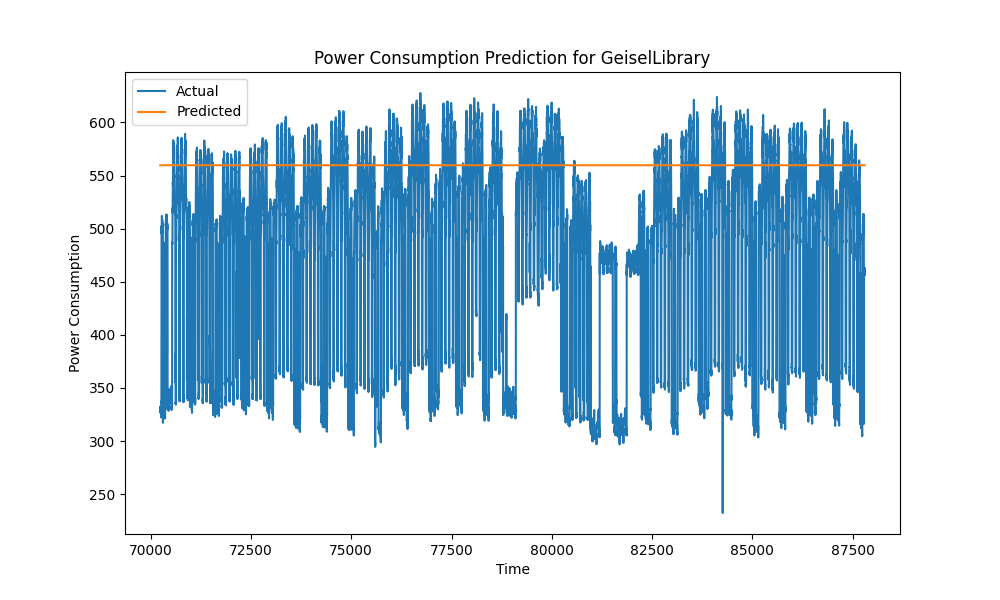 Power Consumption Prediction for GeiselLibrary
Actual
Predicted
600
550
500
450
400
350
300
250
Power Consumption
70000 72500 75000 77500 80000 82500 85000 87500
Time